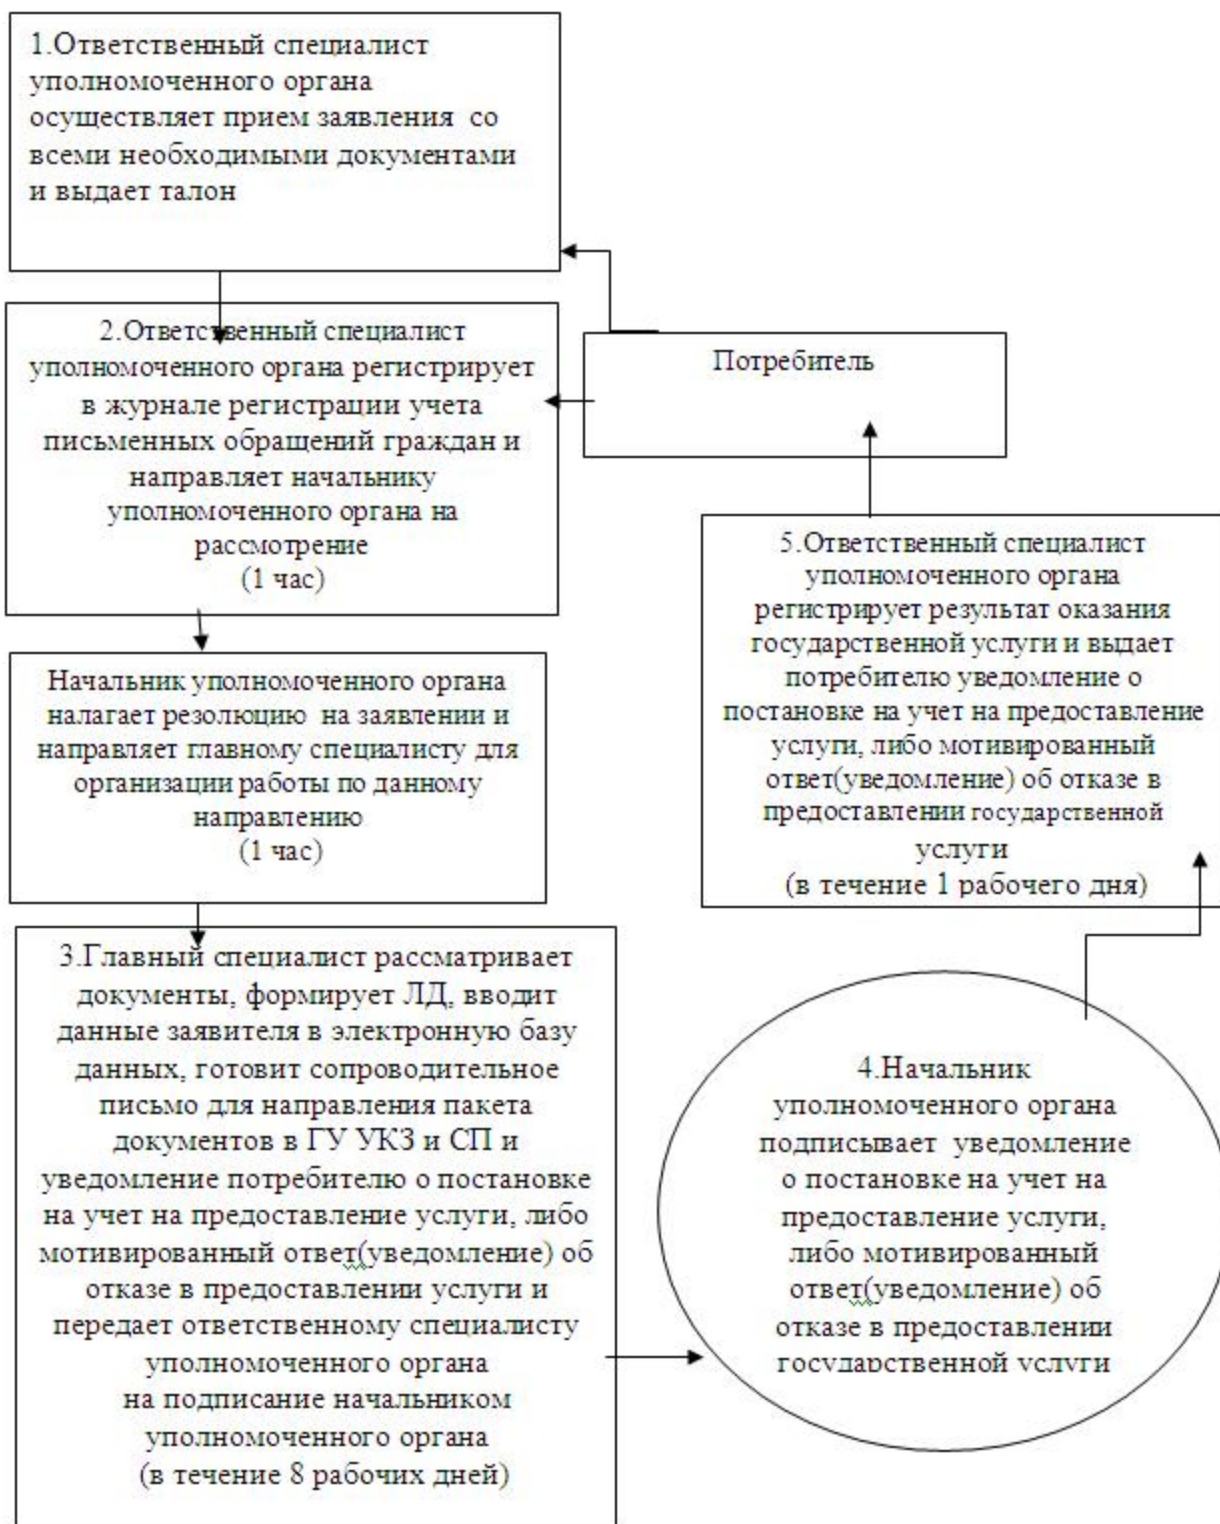 1.Ответственный специалист
уполномоченного органа
осуществляет прием заявления со
всеми необходимыми документами
и выдает талон
2.Ответственный специалист
уполномоченного органа регистрирует
в журнале регистрации учета
письменных обращений граждан и
направляет начальнику
уполномоченного органа на
рассмотрение
(1 час)
Потребитель
Начальник уполномоченного органа
налагает резолюцию на заявлении и
направляет главному специалисту для
организации работы по данному
направлению
(1 час)
3.Главный специалист рассматривает
документы, формирует ЛД, вводит
данные заявителя в электронную базу
данных, готовит сопроводительное
письмо для направления пакета
документов в ГУ УКЗ и СП и
уведомление потребителю о постановке
на учет на предоставление услуги, либо
мотивированный ответ(уведомление) об
отказе в предоставлении услуги и
передает ответственному специалисту
уполномоченного органа
на подписание начальником
уполномоченного органа
(в течение 8 рабочих дней)
4.Начальник
уполномоченного органа
подписывает уведомление
о постановке на учет на
предоставление услуги,
либо мотивированный
ответ(уведомление) об
отказе в предоставлении
государственной услуги
5.Ответственный специалист
уполномоченного органа
регистрирует результат оказания
государственной услуги и выдает
потребителю уведомление о
постановке на учет на предоставление
услуги, либо мотивированный
ответ(уведомление) об отказе в
предоставлении государственной
услуги
(в течение 1 рабочего дня)